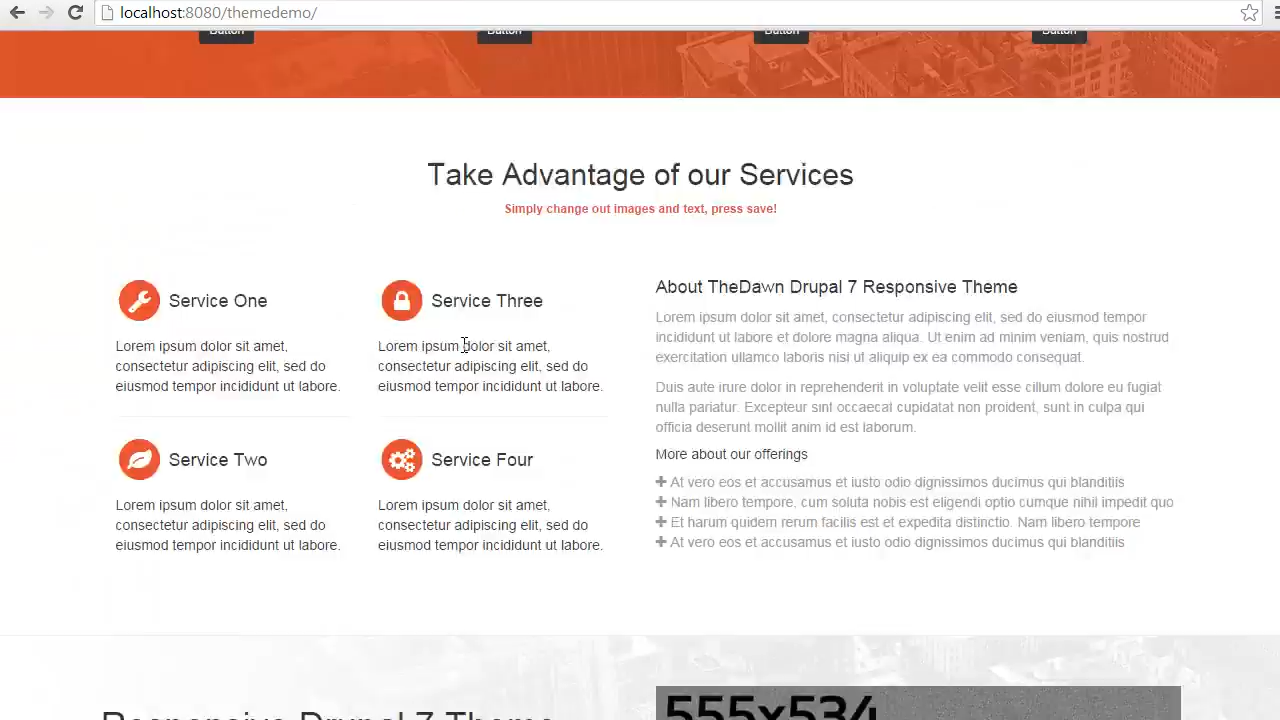 localhost:8080/themedemo/
Button Button Button Button
Take Advantage of our Services
Simply change out images and text, press save!
Service One
Lorem ipsum dolor sit amet,
consectetur adipiscing elit, sed do
eiusmod tempor incididunt ut labore.
Service Three
Lorem ipsum dolor sit amet,
consectetur adipiscing elit, sed do
eiusmod tempor incididunt ut labore.
Service Two
Lorem ipsum dolor sit amet,
consectetur adipiscing elit, sed do
eiusmod tempor incididunt ut labore.
Service Four
Lorem ipsum dolor sit amet,
consectetur adipiscing elit, sed do
eiusmod tempor incididunt ut labore.
About TheDawn Drupal 7 Responsive Theme
Lorem ipsum dolor sit amet, consectetur adipiscing elit, sed do eiusmod tempor
incididunt ut labore et dolore magna aliqua. Ut enim ad minim veniam, quis nostrud
exercitation ullamco laboris nisi ut aliquip ex ea commodo consequat.
Duis aute irure dolor in reprehenderit in voluptate velit esse cillum dolore eu fugiat
nulla pariatur. Excepteur sint occaecat cupidatat non proident, sunt in culpa qui
officia deserunt mollit anim id est laborum.
More about our offerings
At vero eos et accusamus et iusto odio dignissimos ducimus qui blanditiis
Nam libero tempore, cum soluta nobis est eligendi optio cumque nihil impedit quo
Et harum quidem rerum facilis est et expedita distinctio. Nam libero tempore
At vero eos et accusamus et iusto odio dignissimos ducimus qui blanditiis
Responsive Drupal 7 Theme
555x534